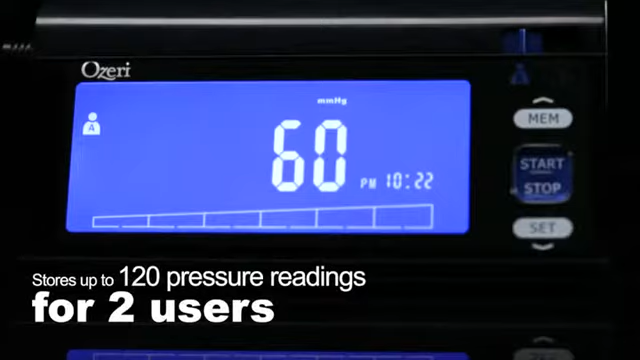 Ozeri
mmHg
A
60
PM 10:22
MEM
START
STOP
SET
Stores up to 120 pressure readings
for 2 users